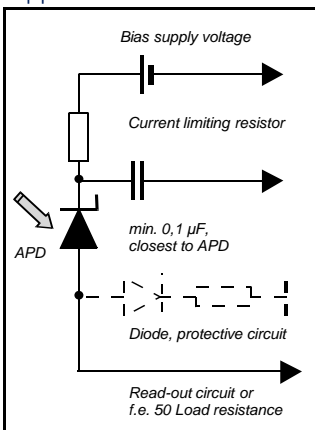 Bias supply voltage
Current limiting resistor
min. 0,1 µF,
closest to APD
APD
Diode, protective circuit
Read-out circuit or
f.e. 50 Load resistance